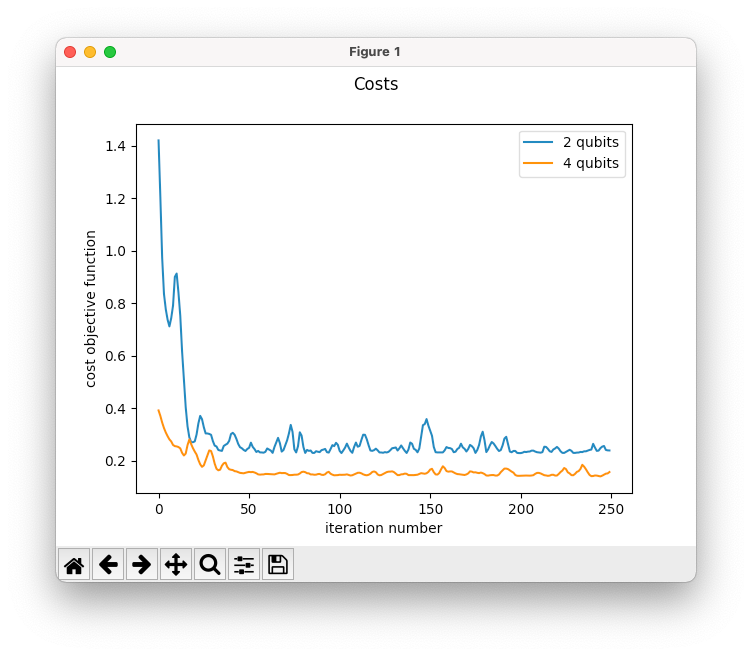 Figure 1
Costs
2 qubits
4 qubits
1.4
1.2
1.0
0.8
0.6
0.4
0.2
cost objective function
0 50 100 150 200 250
iteration number